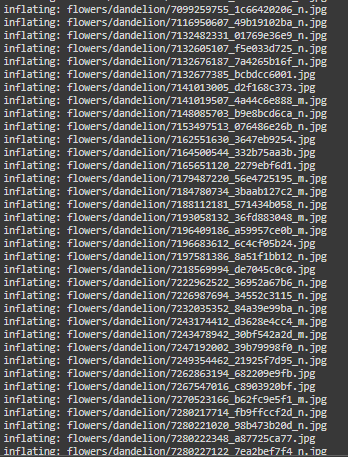 inflating: flowers/dandelion/7099259755_1c66420206_n.jpg
inflating: flowers/dandelion/7116950607_49b19102ba_n.jpg
inflating: flowers/dandelion/7132482331_01769e36e9_n.jpg
inflating: flowers/dandelion/7132605107_f5e033d725_n.jpg
inflating: flowers/dandelion/7132676187_7a4265b16f_n.jpg
inflating: flowers/dandelion/7132677385_bcbdcc6001.jpg
inflating: flowers/dandelion/7141013005_d2f168c373.jpg
inflating: flowers/dandelion/7141019507_4a44c6e888_m.jpg
inflating: flowers/dandelion/7148085703_b9e8bcd6ca_n.jpg
inflating: flowers/dandelion/7153497513_076486e26b_n.jpg
inflating: flowers/dandelion/7162551630_3647eb9254.jpg
inflating: flowers/dandelion/7164500544_332b75aa3b.jpg
inflating: flowers/dandelion/7165651120_2279ebf6d1.jpg
inflating: flowers/dandelion/7179487220_56e4725195_m.jpg
inflating: flowers/dandelion/7184780734_3baab127c2_m.jpg
inflating: flowers/dandelion/7188112181_571434b058_n.jpg
inflating: flowers/dandelion/7193058132_36fd883048_m.jpg
inflating: flowers/dandelion/7196409186_a59957ce0b_m.jpg
inflating: flowers/dandelion/7196683612_6c4cf05b24.jpg
inflating: flowers/dandelion/7197581386_8a51f1bb12_n.jpg
inflating: flowers/dandelion/7218569994_de7045c0c0.jpg
inflating: flowers/dandelion/7222962522_36952a67b6_n.jpg
inflating: flowers/dandelion/7226987694_34552c3115_n.jpg
inflating: flowers/dandelion/7232035352_84a39e99ba_n.jpg
inflating: flowers/dandelion/7243174412_d3628e4cc4_m.jpg
inflating: flowers/dandelion/7243478942_30bf542a2d_m.jpg
inflating: flowers/dandelion/7247192002_39b79998f0_n.jpg
inflating: flowers/dandelion/7249354462_21925f7d95_n.jpg
inflating: flowers/dandelion/7262863194_682209e9fb.jpg
inflating: flowers/dandelion/7267547016_c8903920bf.jpg
inflating: flowers/dandelion/7270523166_b62fc9e5f1_m.jpg
inflating: flowers/dandelion/7280217714_fb9ffccf2d_n.jpg
inflating: flowers/dandelion/7280221020_98b473b20d_n.jpg
inflating: flowers/dandelion/7280222348_a87725ca77.jpg
inflating: flowers/dandelion/7280227122_7ea2bef7f4_n.jpg